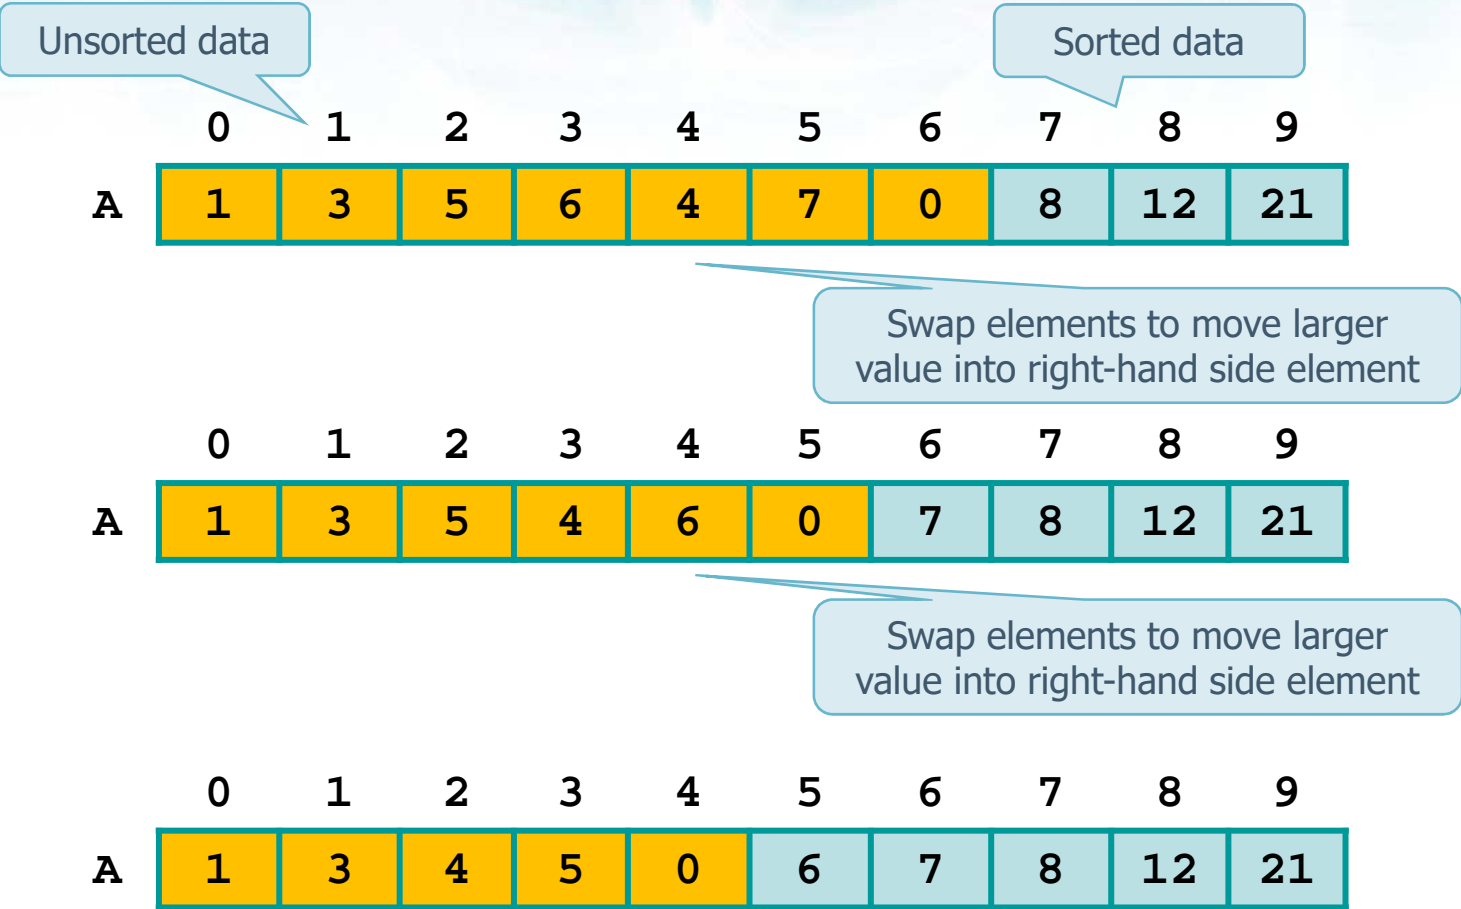 Unsorted data
Sorted data
0 1 2 3 4 5 6 7 8 9
A 1 3 5 6 4 7 0 8 12 21
Swap elements to move larger
value into right-hand side element
0 1 2 3 4 5 6 7 8 9
A 1 3 5 4 6 0 7 8 12 21
Swap elements to move larger
value into right-hand side element
0 1 2 3 4 5 6 7 8 9
A 1 3 4 5 0 6 7 8 12 21